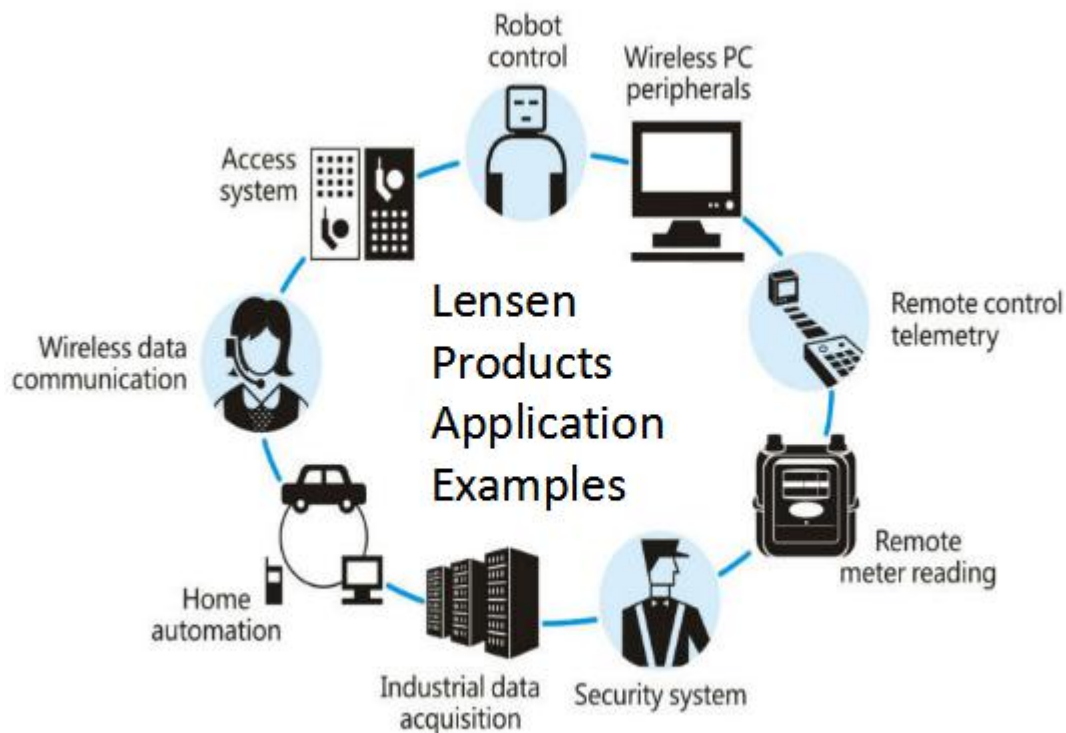 Robot
control
Wireless PC
peripherals
Access
system
Remote control
telemetry
Wireless data
communication
Lensen
Products
Application
Examples
Remote
meter reading
Home
automation
Industrial data
acquisition
Security system